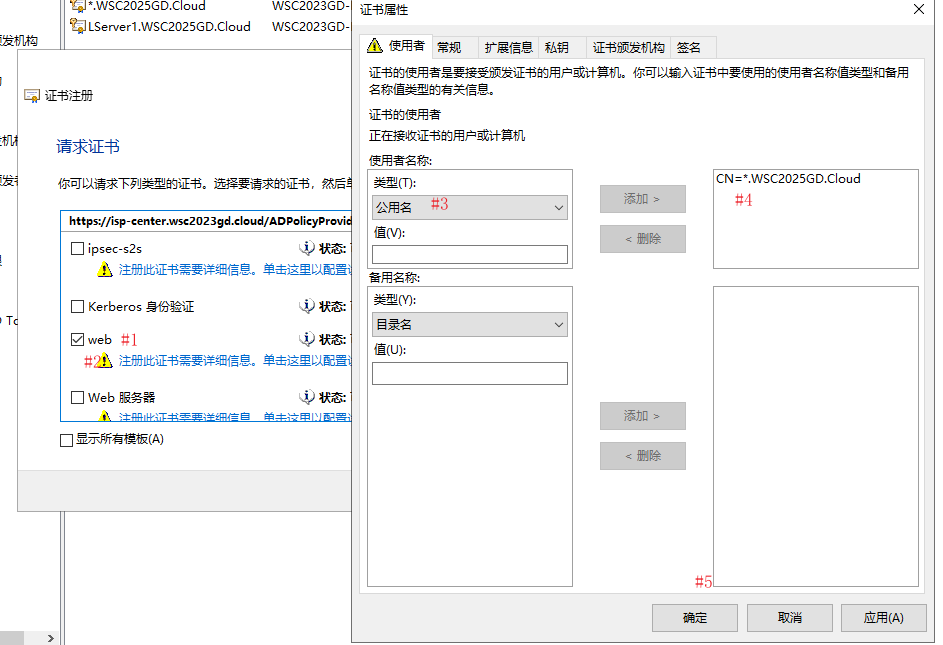 *.WSC2025GD.Cloud WSC2023GD-
颁发机构 LServer1.WSC2025GD.Cloud WSC2023GD-
证书注册
请求证书
你可以请求下列类型的证书。选择要请求的证书，然后单
https://isp-center.wsc2023gd.cloud/ADPolicyProvid
ipsec-s2s 状态:
注册此证书需要详细信息。单击这里以配置
Kerberos 身份验证 状态:
web #1 状态:
#2 注册此证书需要详细信息。单击这里以配置
Web 服务器 状态:
注册此证书需要详细信息。单击这里以配置
显示所有模板(A)
证书属性
使用者 常规 扩展信息 私钥 证书颁发机构 签名
证书的使用者是要接受颁发证书的用户或计算机。你可以输入证书中要使用的使用者名称值类型和备用
名称值类型的有关信息。
证书的使用者
正在接收证书的用户或计算机
使用者名称:
类型(T):
公用名 #3
值(V):
添加 >
< 删除
CN=*.WSC2025GD.Cloud
#4
备用名称:
类型(Y):
目录名
值(U):
添加 >
< 删除
#5
确定 取消 应用(A)